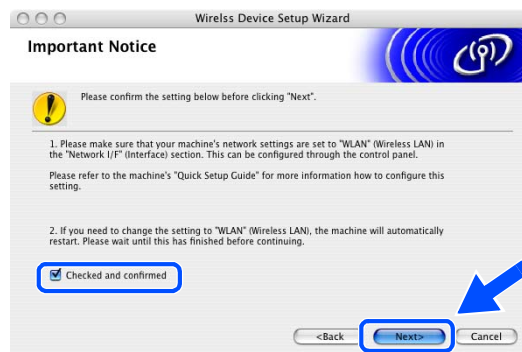 Wirelss Device Setup Wizard
Important Notice
Please confirm the setting below before clicking "Next".
1. Please make sure that your machine's network settings are set to "WLAN" (Wireless LAN) in
the "Network I/F" (Interface) section. This can be configured through the control panel.
Please refer to the machine's "Quick Setup Guide" for more information how to configure this
setting.
2. If you need to change the setting to "WLAN" (Wireless LAN), the machine will automatically
restart. Please wait until this has finished before continuing.
Checked and confirmed
<Back Next> Cancel